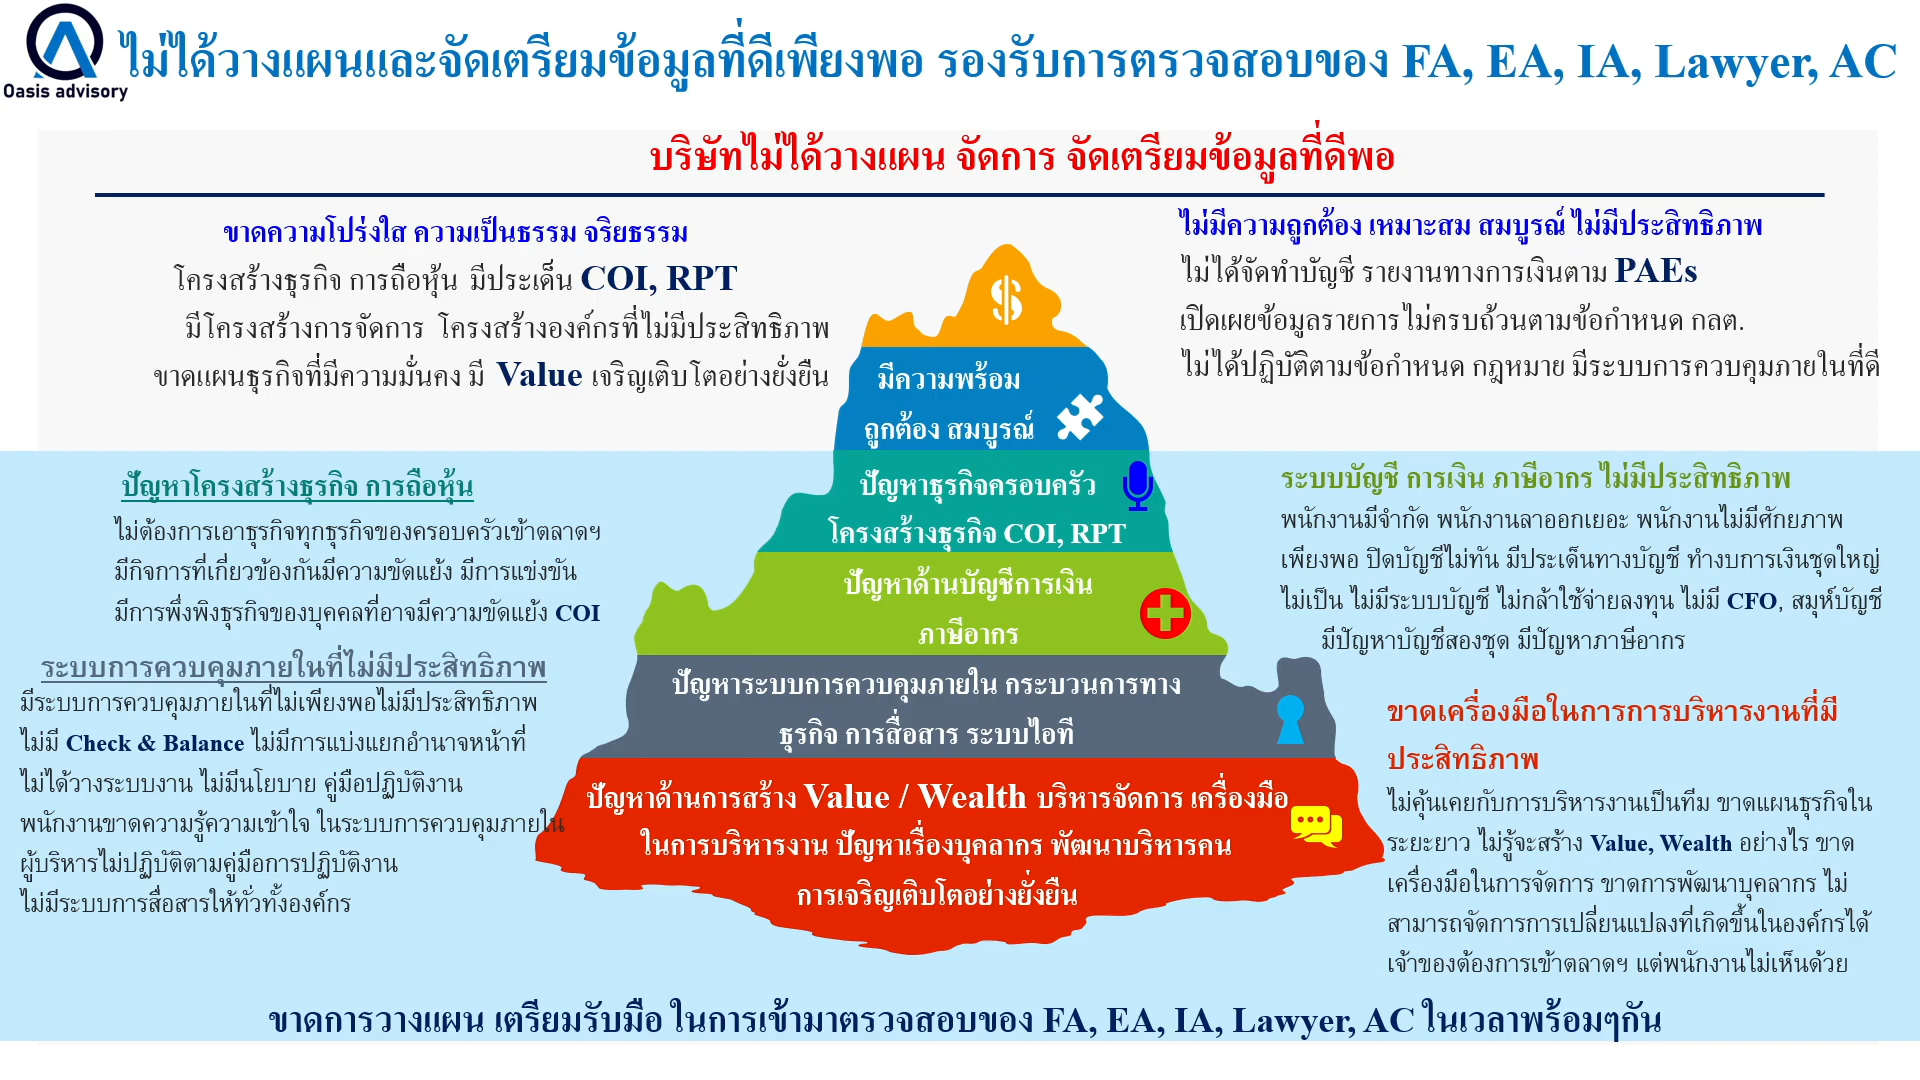 Oasis advisory
ไม่ได้วางแผนและจัดเตรียมข้อมูลที่ดีเพียงพอ รองรับการตรวจสอบของ FA, EA, IA, Lawyer, AC
บริษัทไม่ได้วางแผน จัดการ จัดเตรียมข้อมูลที่ดีพอ
ขาดความโปร่งใส ความเป็นธรรม จริยธรรม
โครงสร้างธุรกิจ การถือหุ้น มีประเด็น COI, RPT
มีโครงสร้างการจัดการ โครงสร้างองค์กรที่ไม่มีประสิทธิภาพ
ขาดแผนธุรกิจที่มีความมั่นคง มี Value เจริญเติบโตอย่างยั่งยืน
ไม่มีความถูกต้อง เหมาะสม สมบูรณ์ ไม่มีประสิทธิภาพ
ไม่ได้จัดทำบัญชี รายงานทางการเงินตาม PAEs
เปิดเผยข้อมูลรายการไม่ครบถ้วนตามข้อกำหนด กลต.
ไม่ได้ปฏิบัติตามข้อกำหนด กฎหมาย มีระบบการควบคุมภายในที่ดี
$
มีความพร้อม
ถูกต้อง สมบูรณ์
ปัญหาธุรกิจครอบครัว
โครงสร้างธุรกิจ COI, RPT
ปัญหาด้านบัญชีการเงิน
ภาษีอากร
ปัญหาระบบการควบคุมภายใน กระบวนการทาง
ธุรกิจ การสื่อสาร ระบบไอที
ปัญหาด้านการสร้าง Value / Wealth บริหารจัดการ เครื่องมือ
ในการบริหารงาน ปัญหาเรื่องบุคลากร พัฒนาบริหารคน
การเจริญเติบโตอย่างยั่งยืน
ปัญหาโครงสร้างธุรกิจ การถือหุ้น
ไม่ต้องการเอาธุรกิจทุกธุรกิจของครอบครัวเข้าตลาดฯ
มีกิจการที่เกี่ยวข้องกันมีความขัดแย้ง มีการแข่งขัน
มีการพึ่งพิงธุรกิจของบุคคลที่อาจมีความขัดแย้ง COI
ระบบการควบคุมภายในที่ไม่มีประสิทธิภาพ
มีระบบการควบคุมภายในที่ไม่เพียงพอไม่มีประสิทธิภาพ
ไม่มี Check & Balance ไม่มีการแบ่งแยกอำนาจหน้าที่
ไม่ได้วางระบบงาน ไม่มีนโยบาย คู่มือปฏิบัติงาน
พนักงานขาดความรู้ความเข้าใจ ในระบบการควบคุมภายใน
ผู้บริหารไม่ปฏิบัติตามคู่มือการปฏิบัติงาน
ไม่มีระบบการสื่อสารให้ทั่วทั้งองค์กร
ระบบบัญชี การเงิน ภาษีอากร ไม่มีประสิทธิภาพ
พนักงานมีจำกัด พนักงานลาออกเยอะ พนักงานไม่มีศักยภาพ
เพียงพอ ปิดบัญชีไม่ทัน มีประเด็นทางบัญชี ทำงบการเงินชุดใหญ่
ไม่เป็น ไม่มีระบบบัญชี ไม่กล้าใช้จ่ายลงทุน ไม่มี CFO, สมุห์บัญชี
มีปัญหาบัญชีสองชุด มีปัญหาภาษีอากร
ขาดเครื่องมือในการการบริหารงานที่มี
ประสิทธิภาพ
ไม่คุ้นเคยกับการบริหารงานเป็นทีม ขาดแผนธุรกิจใน
ระยะยาว ไม่รู้จะสร้าง Value, Wealth อย่างไร ขาด
เครื่องมือในการจัดการ ขาดการพัฒนาบุคลากร ไม่
สามารถจัดการการเปลี่ยนแปลงที่เกิดขึ้นในองค์กรได้
เจ้าของต้องการเข้าตลาดฯ แต่พนักงานไม่เห็นด้วย
ขาดการวางแผน เตรียมรับมือ ในการเข้ามาตรวจสอบของ FA, EA, IA, Lawyer, AC ในเวลาพร้อมๆกัน